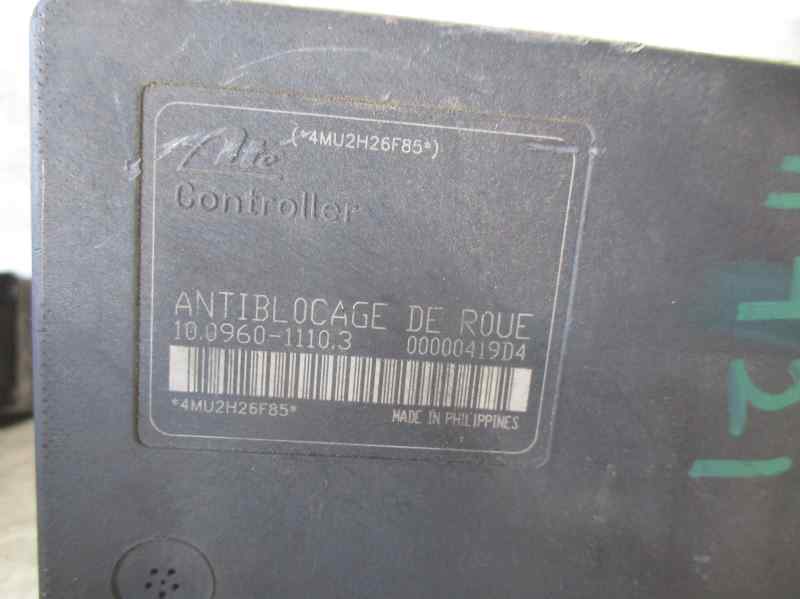 (*4MU2H26F85*)
Ate
Controller
ANTIBLOCAGE DE ROUE
10.0960-1110.3 00000419D4
*4MU2H26F85*
MADE IN PHILIPPINES